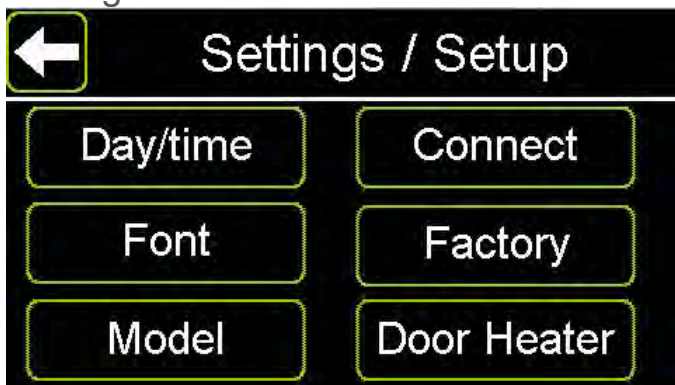 Settings / Setup
Day/time
Connect
Font
Factory
Model
Door Heater